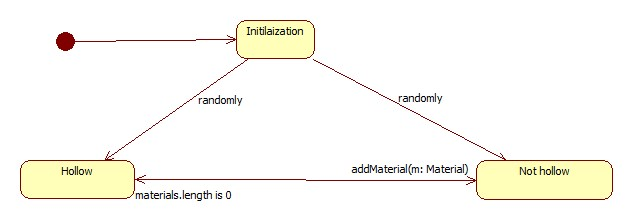 Initilaization
randomly
randomly
Hollow
addMaterial(m: Material)
Not hollow
materials.length is 0